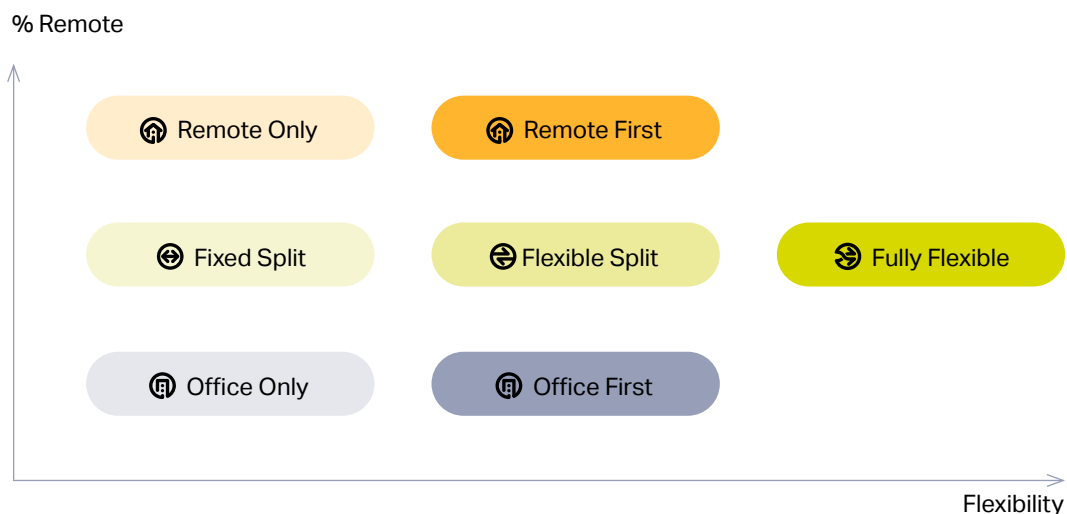 % Remote
Remote Only
Remote First
Fixed Split
Flexible Split
Fully Flexible
Office Only
Office First
Flexibility